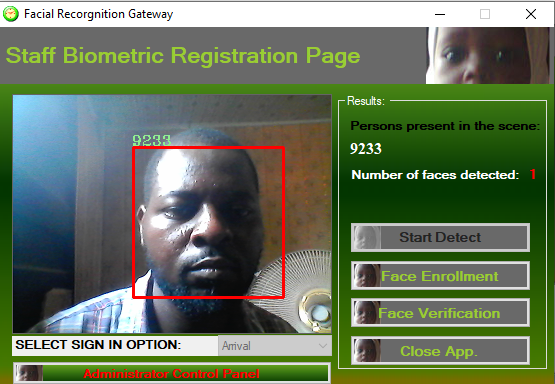 Facial Recorgnition Gateway
Staff Biometric Registration Page
9233
Results:
Persons present in the scene:
9233
Number of faces detected: 1
Start Detect
Face Enrollment
Face Verification
Close App.
SELECT SIGN IN OPTION: Arrival
Administrator Control Panel